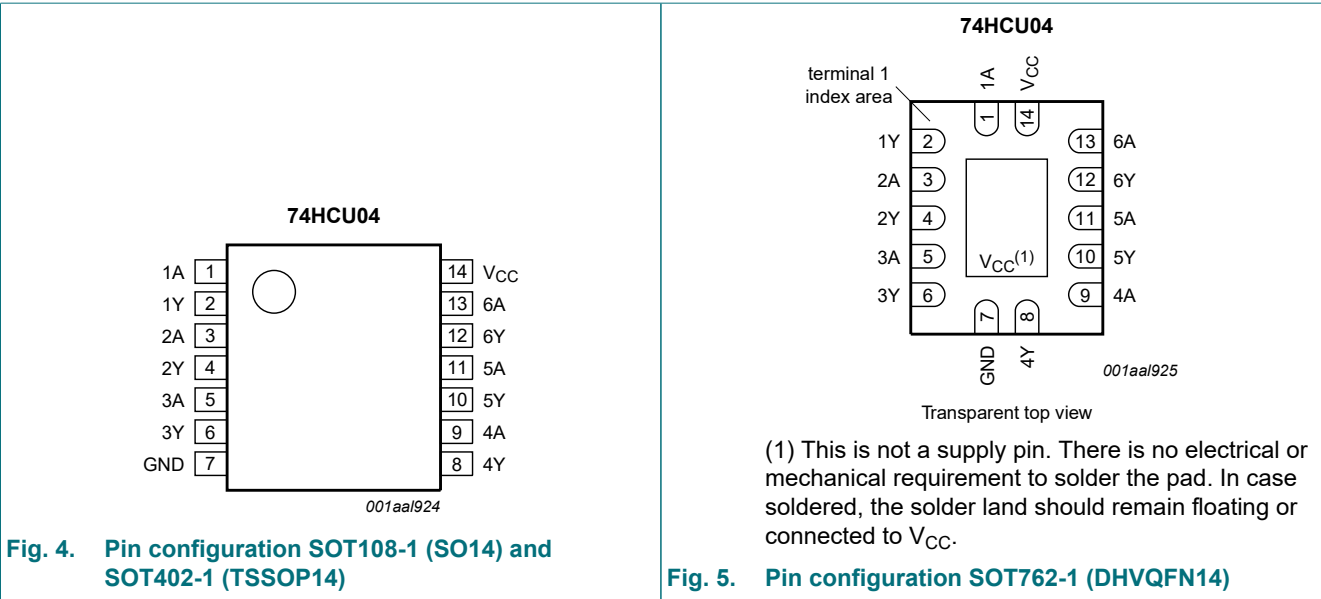 74HCU04
1A 1
1Y 2
2A 3
2Y 4
3A 5
3Y 6
GND 7
14 VCC
13 6A
12 6Y
11 5A
10 5Y
9 4A
8 4Y
001aal924
Fig. 4. Pin configuration SOT108-1 (SO14) and
SOT402-1 (TSSOP14)
74HCU04
terminal 1
index area
1A
VCC
1
14
1Y 2
2A 3
2Y 4
3A 5
3Y 6
13 6A
12 6Y
11 5A
10 5Y
9 4A
VCC(1)
7
8
GND
4Y
001aal925
Transparent top view
(1) This is not a supply pin. There is no electrical or
mechanical requirement to solder the pad. In case
soldered, the solder land should remain floating or
connected to VCC.
Fig. 5. Pin configuration SOT762-1 (DHVQFN14)